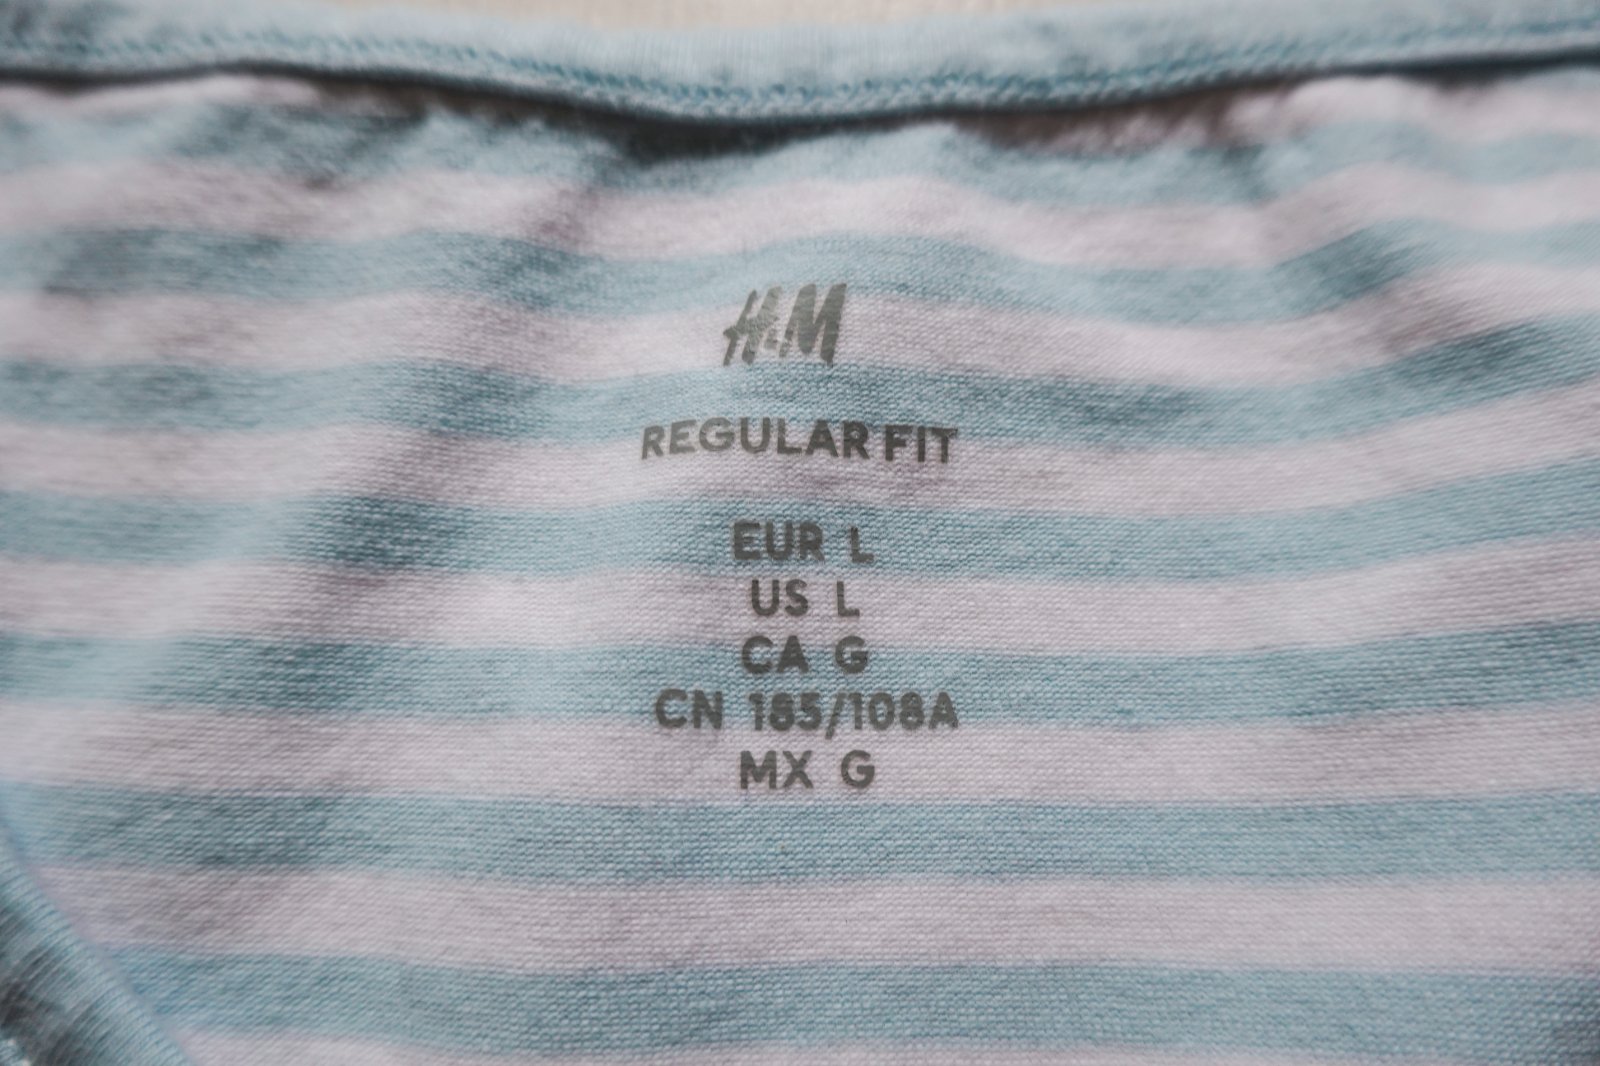 H&M
REGULAR FIT
EUR L
US L
CA G
CN 185/108A
MX G